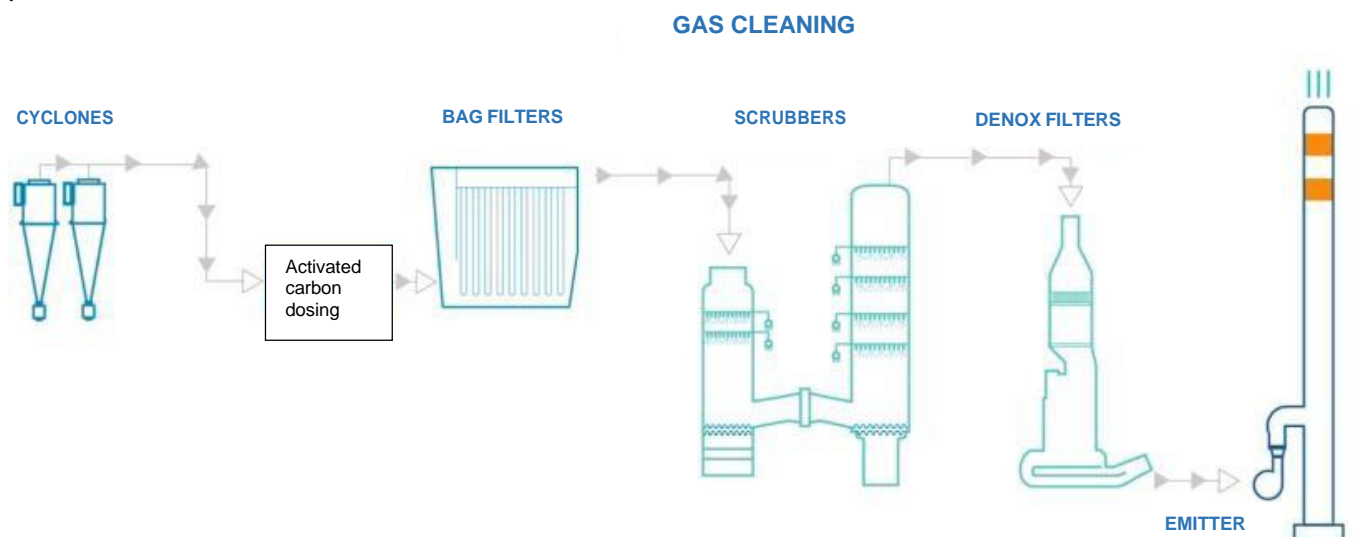 GAS CLEANING
CYCLONES
BAG FILTERS
SCRUBBERS
DENOX FILTERS
Activated
carbon
dosing
EMITTER